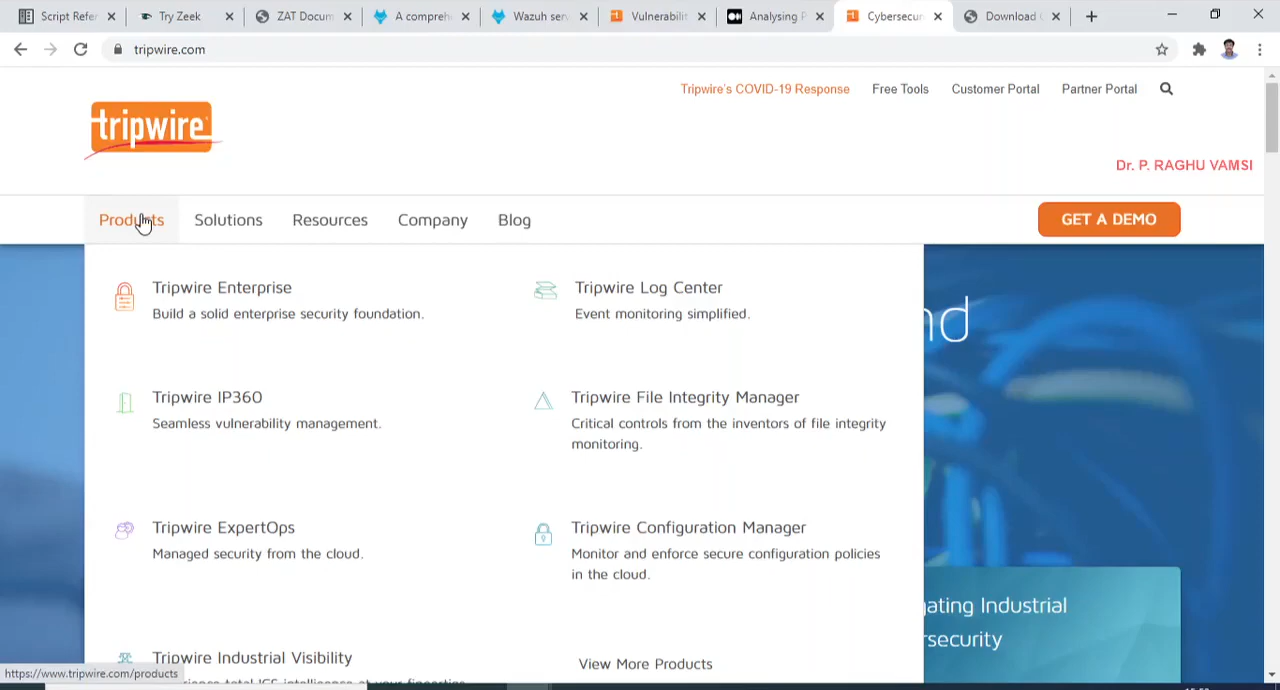 Script Refer
Try Zeek
ZAT Docum
A compreh
Wazuh ser
Vulnerabilit
Analysing P
Cybersecur
Download
tripwire.com
Tripwire's COVID-19 Response
Free Tools
Customer Portal
Partner Portal
tripwire
Dr. P. RAGHU VAMSI
Products
Solutions
Resources
Company
Blog
GET A DEMO
Tripwire Enterprise
Build a solid enterprise security foundation.
Tripwire Log Center
Event monitoring simplified.
nd
Tripwire IP360
Seamless vulnerability management.
Tripwire File Integrity Manager
Critical controls from the inventors of file integrity
monitoring.
Tripwire ExpertOps
Managed security from the cloud.
Tripwire Configuration Manager
Monitor and enforce secure configuration policies
in the cloud.
gating Industrial
rsecurity
Tripwire Industrial Visibility
View More Products
https://www.tripwire.com/products